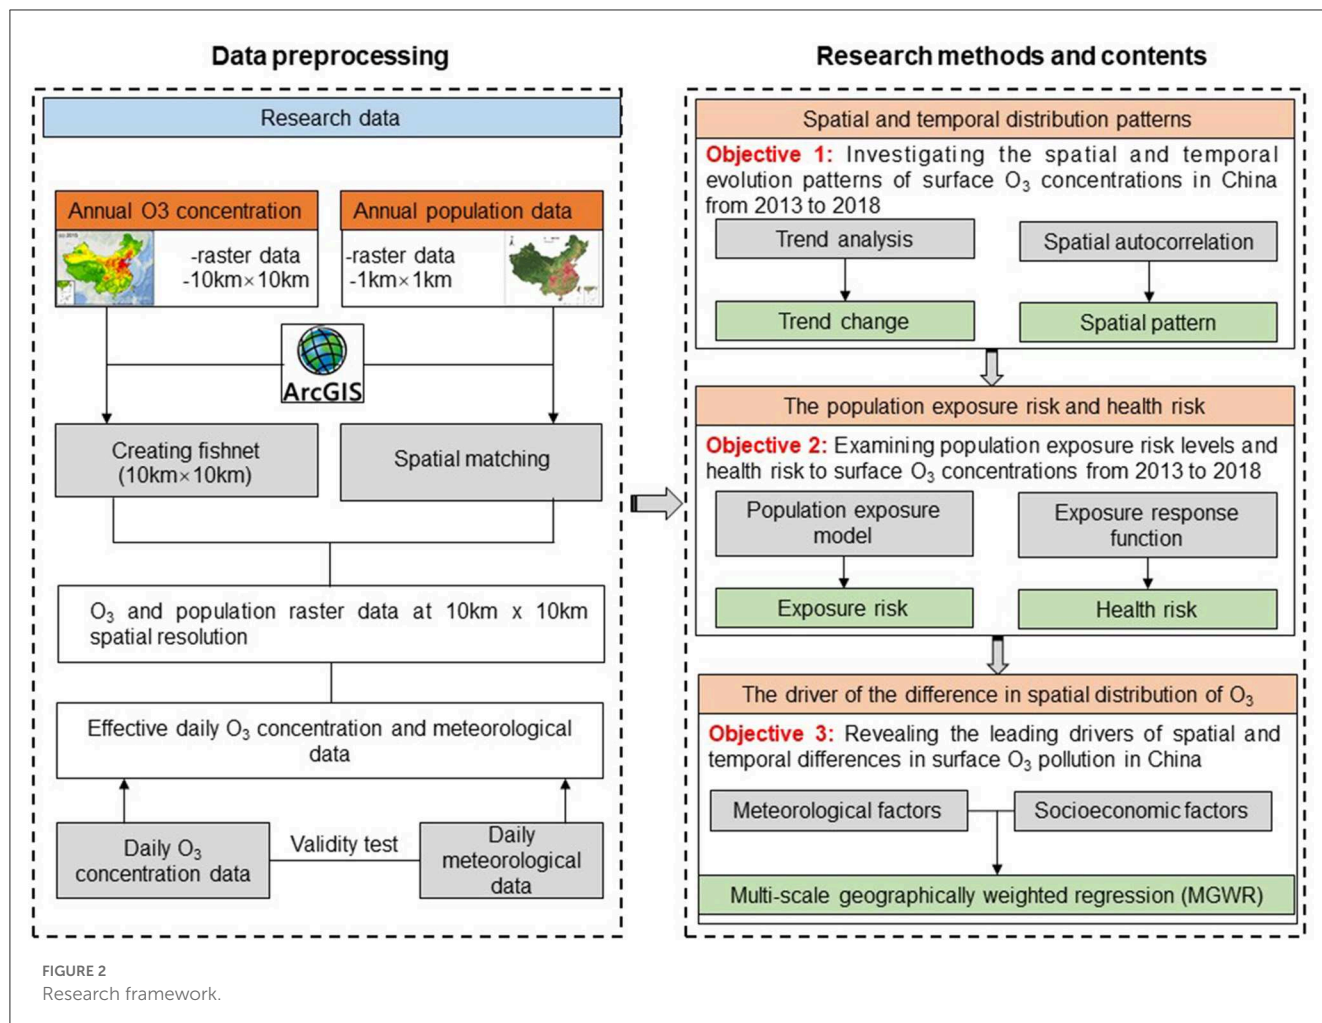 Data preprocessing
Research data
Annual O3 concentration
-raster data
-10km×10km
Annual population data
-raster data
-1km×1km
ArcGIS
Creating fishnet
(10km×10km)
Spatial matching
O₃ and population raster data at 10km x 10km
spatial resolution
Effective daily O₃ concentration and meteorological
data
Daily O₃
concentration data
Validity test
Daily
meteorological
data
Research methods and contents
Spatial and temporal distribution patterns
Objective 1: Investigating the spatial and temporal
evolution patterns of surface O₃ concentrations in China
from 2013 to 2018
Trend analysis
Spatial autocorrelation
Trend change
Spatial pattern
The population exposure risk and health risk
Objective 2: Examining population exposure risk levels and
health risk to surface O₃ concentrations from 2013 to 2018
Population exposure
model
Exposure response
function
Exposure risk
Health risk
The driver of the difference in spatial distribution of O₃
Objective 3: Revealing the leading drivers of spatial and
temporal differences in surface O₃ pollution in China
Meteorological factors
Socioeconomic factors
Multi-scale geographically weighted regression (MGWR)
FIGURE 2
Research framework.